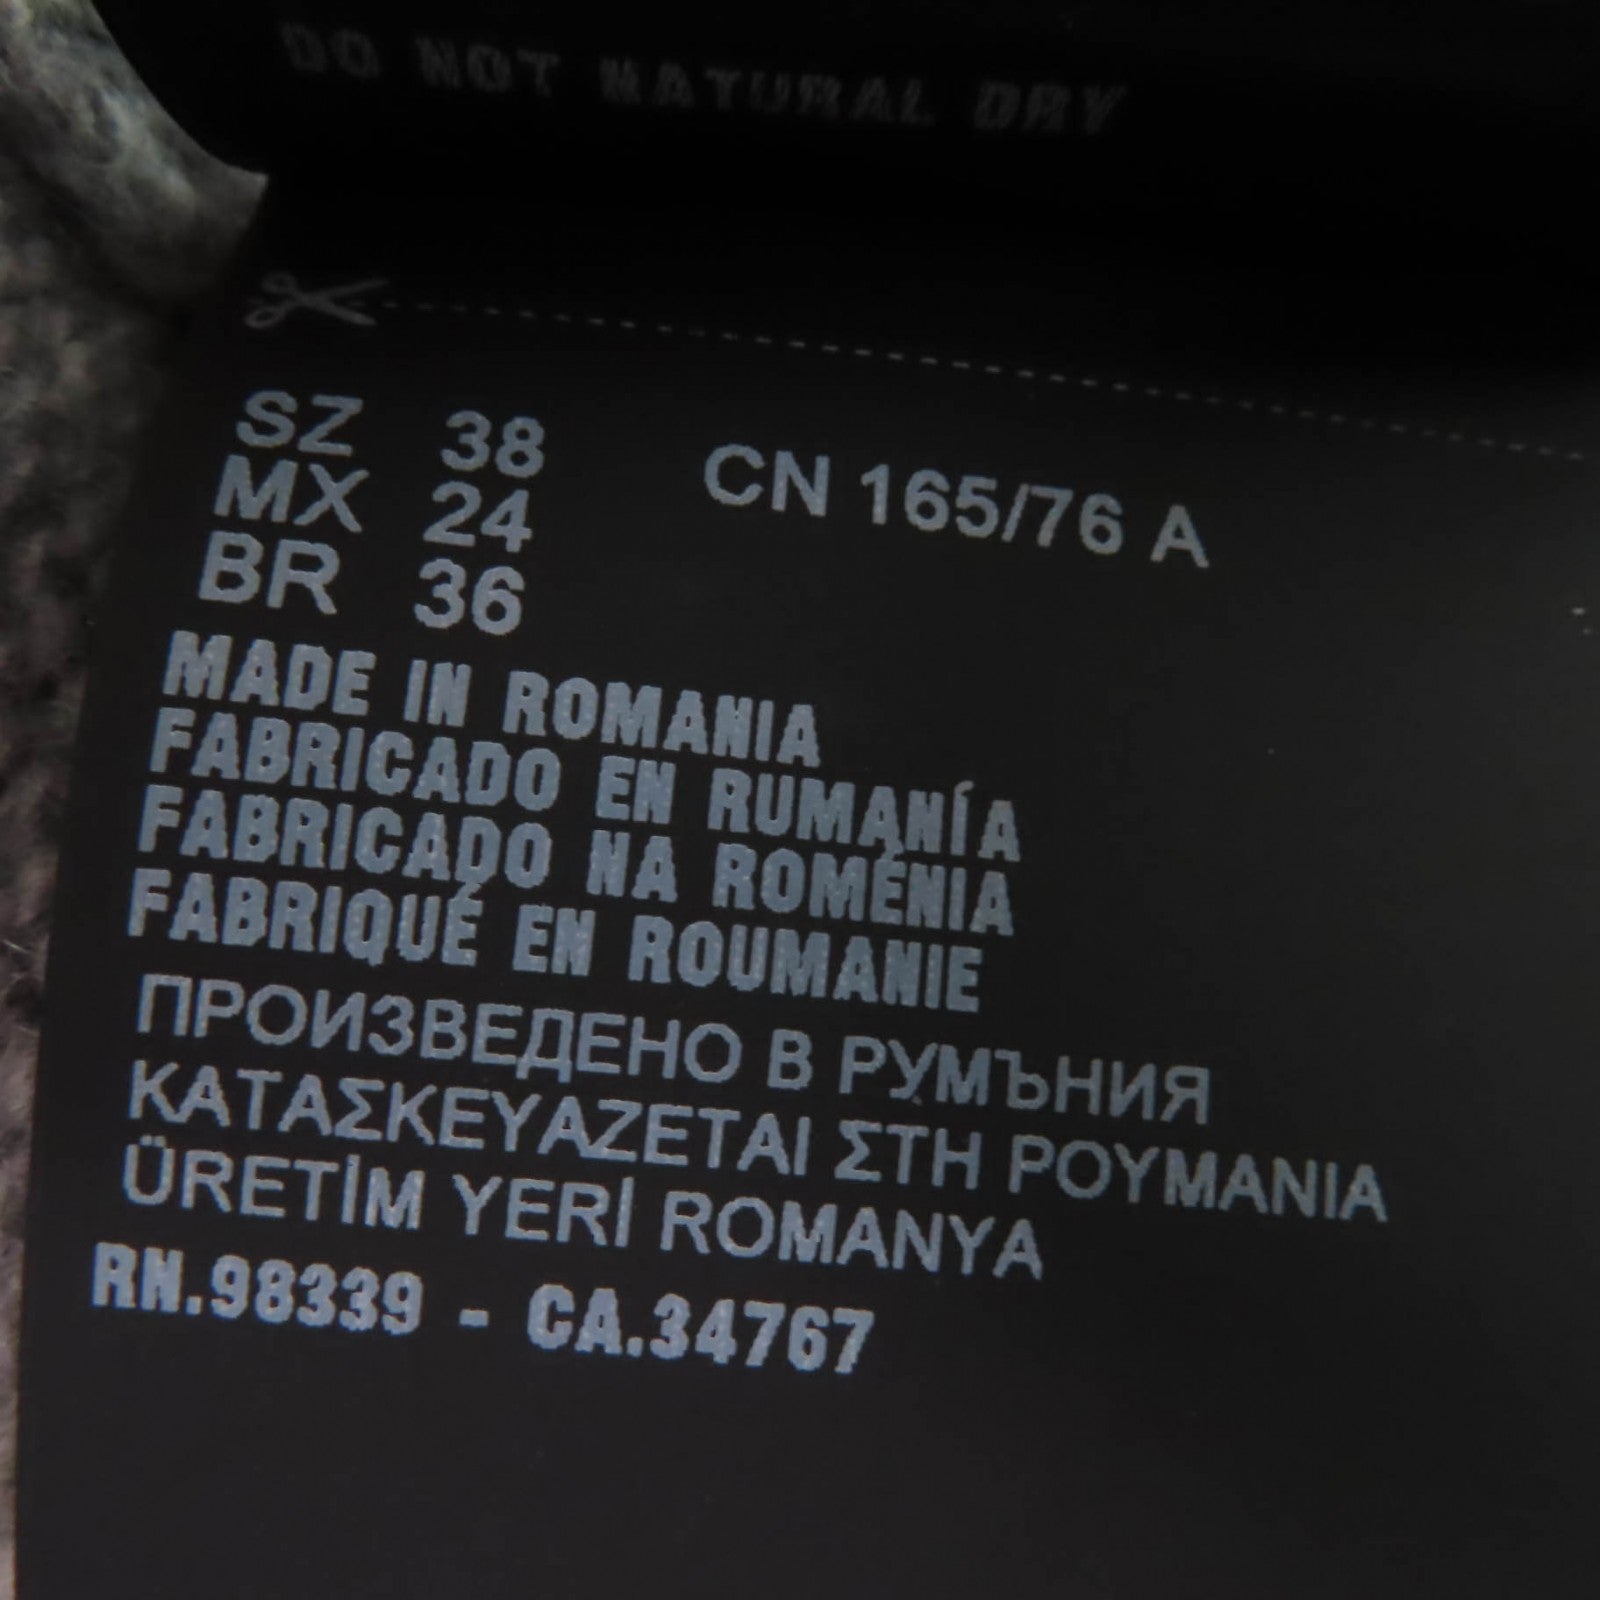 DO NOT NATURAL DRY
SZ 38 CN 165/76 A
MX 24
BR 36
MADE IN ROMANIA
FABRICADO EN RUMANÍA
FABRICADO NA ROMÉNIA
FABRIQUÉ EN ROUMANIE
ПРОИЗВЕДЕНО В РУМЪНИЯ
ΚΑΤΑΣΚΕΥΑΖΕΤΑΙ ΣΤΗ ΡΟΥΜΑΝΙΑ
ÜRETİM YERİ ROMANYA
RN.98339 - CA.34767